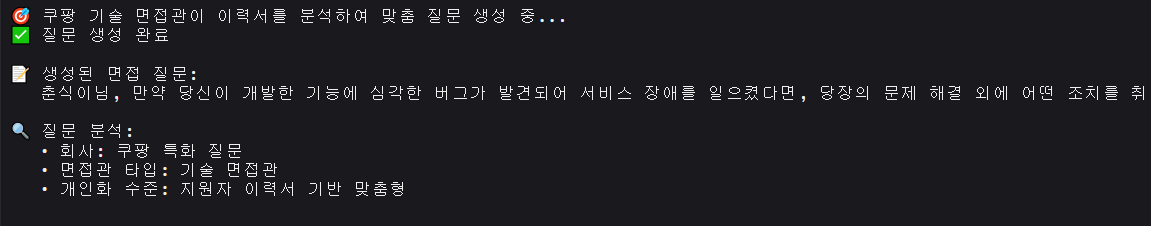 🎯 쿠팡 기술 면접관이 이력서를 분석하여 맞춤 질문 생성 중...
✅ 질문 생성 완료
📝 생성된 면접 질문:
춘식이님, 만약 당신이 개발한 기능에 심각한 버그가 발견되어 서비스 장애를 일으켰다면, 당장의 문제 해결 외에 어떤 조치를 취
🔍 질문 분석:
• 회사: 쿠팡 특화 질문
• 면접관 타입: 기술 면접관
• 개인화 수준: 지원자 이력서 기반 맞춤형